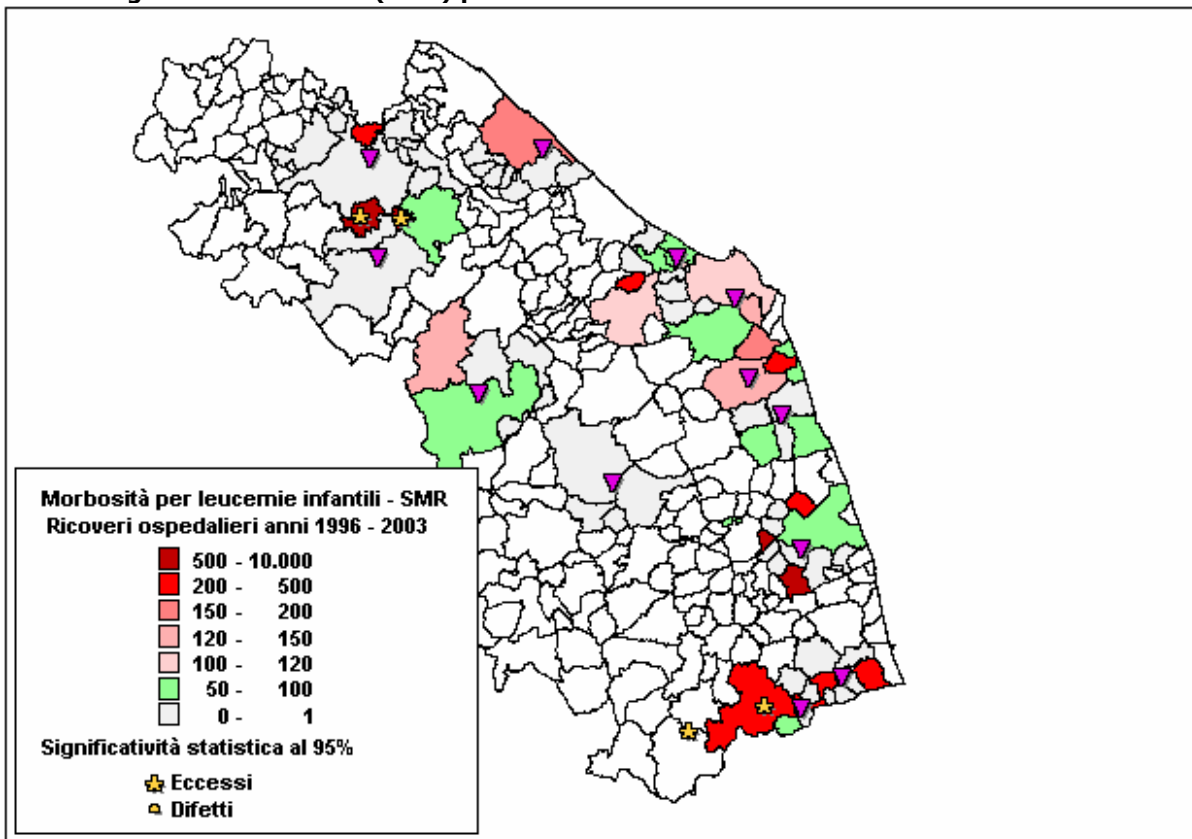 Morbosità per leucemie infantili - SMR
Ricoveri ospedalieri anni 1996 - 2003
500 - 10.000
200 - 500
150 - 200
120 - 150
100 - 120
50 - 100
0 - 1
Significatività statistica al 95%
Eccessi
Difetti